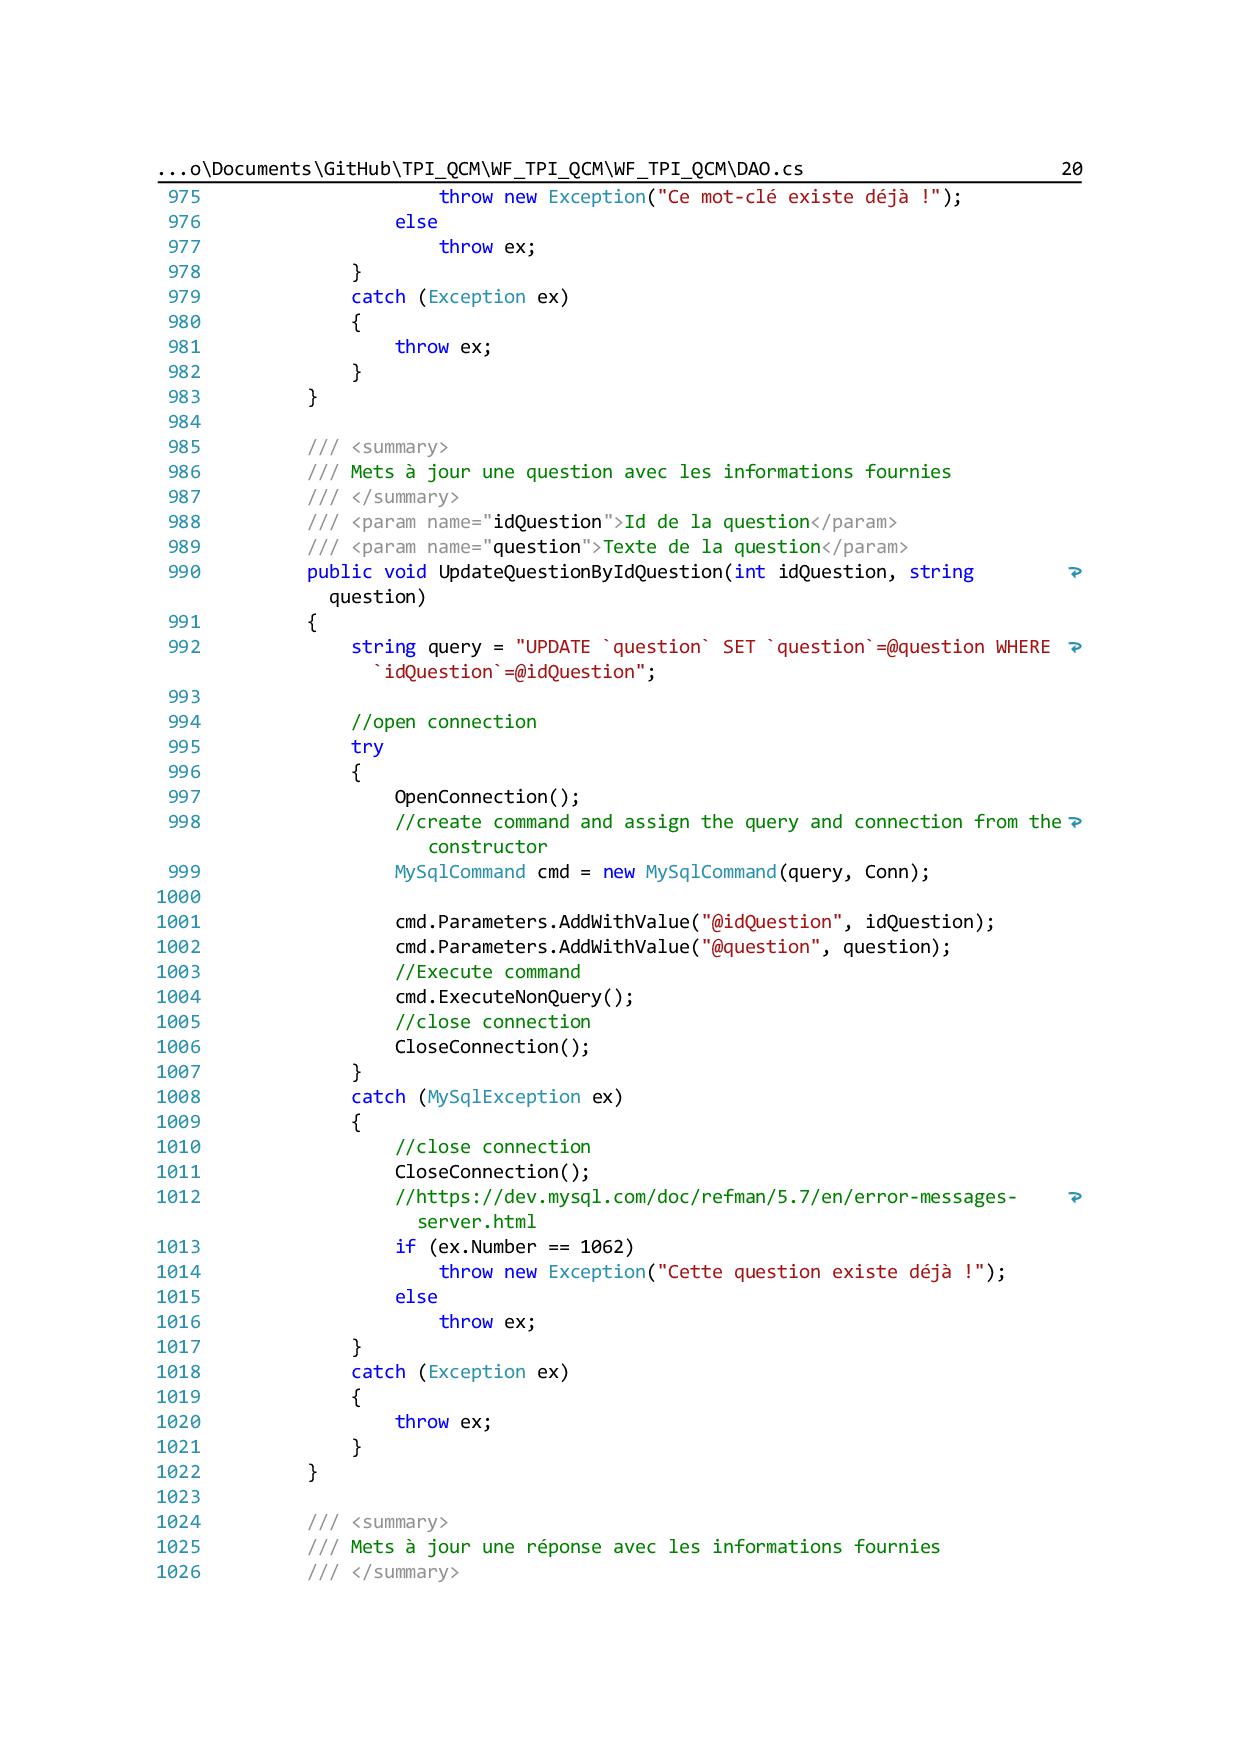 ...o\Documents\GitHub\TPI_QCM\WF_TPI_QCM\WF_TPI_QCM\DAO.cs 20
975 throw new Exception("Ce mot-clé existe déjà !");
976 else
977 throw ex;
978 }
979 catch (Exception ex)
980 {
981 throw ex;
982 }
983 }
984
985 /// <summary>
986 /// Mets à jour une question avec les informations fournies
987 /// </summary>
988 /// <param name="idQuestion">Id de la question</param>
989 /// <param name="question">Texte de la question</param>
990 public void UpdateQuestionByIdQuestion(int idQuestion, string
question)
991 {
992 string query = "UPDATE `question` SET `question`=@question WHERE
`idQuestion`=@idQuestion";
993
994 //open connection
995 try
996 {
997 OpenConnection();
998 //create command and assign the query and connection from the
constructor
999 MySqlCommand cmd = new MySqlCommand(query, Conn);
1000
1001 cmd.Parameters.AddWithValue("@idQuestion", idQuestion);
1002 cmd.Parameters.AddWithValue("@question", question);
1003 //Execute command
1004 cmd.ExecuteNonQuery();
1005 //close connection
1006 CloseConnection();
1007 }
1008 catch (MySqlException ex)
1009 {
1010 //close connection
1011 CloseConnection();
1012 //https://dev.mysql.com/doc/refman/5.7/en/error-messages-
server.html
1013 if (ex.Number == 1062)
1014 throw new Exception("Cette question existe déjà !");
1015 else
1016 throw ex;
1017 }
1018 catch (Exception ex)
1019 {
1020 throw ex;
1021 }
1022 }
1023
1024 /// <summary>
1025 /// Mets à jour une réponse avec les informations fournies
1026 /// </summary>